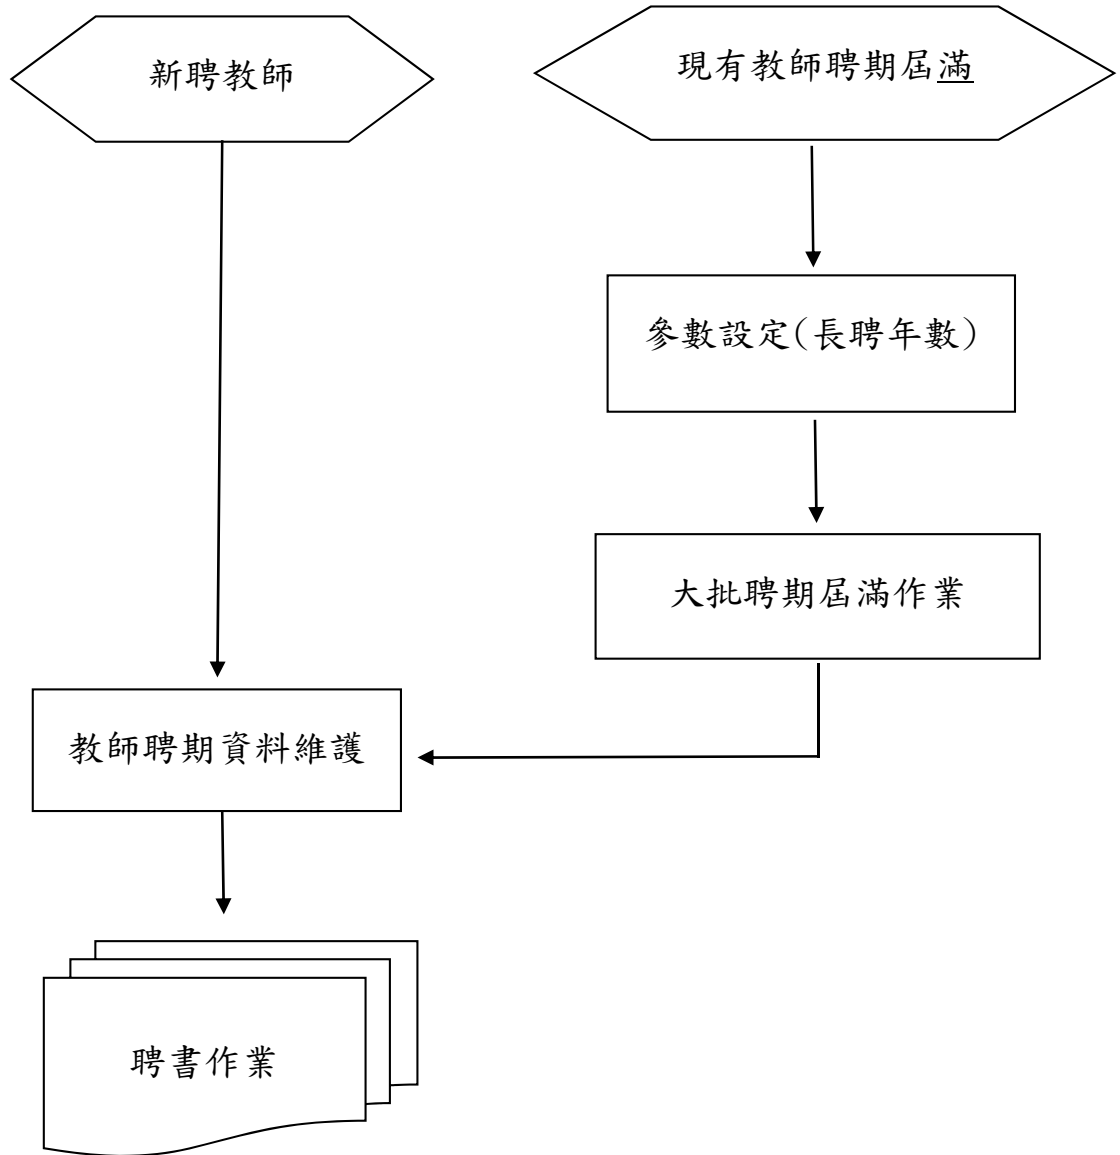 新聘教師
現有教師聘期屆滿
參數設定(長聘年數)
大批聘期屆滿作業
教師聘期資料維護
聘書作業